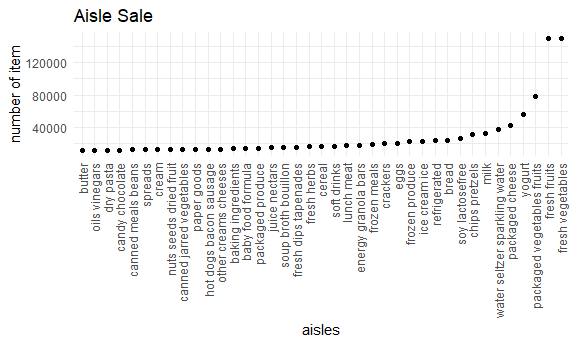 Aisle Sale
number of item
120000
80000
40000
butter
oils vinegars
dry pasta
candy chocolate
canned meals beans
spreads
cream
nuts seeds dried fruit
canned jarred vegetables
paper goods
hot dogs bacon sausage
other creams cheeses
baking ingredients
baby food formula
packaged produce
juice nectars
soup broth bouillon
fresh dips tapenades
fresh herbs
cereal
soft drinks
lunch meat
energy granola bars
frozen meals
crackers
eggs
frozen produce
ice cream ice
refrigerated
bread
soy lactosefree
chips pretzels
milk
water seltzer sparkling water
packaged cheese
yogurt
packaged vegetables fruits
fresh fruits
fresh vegetables
aisles